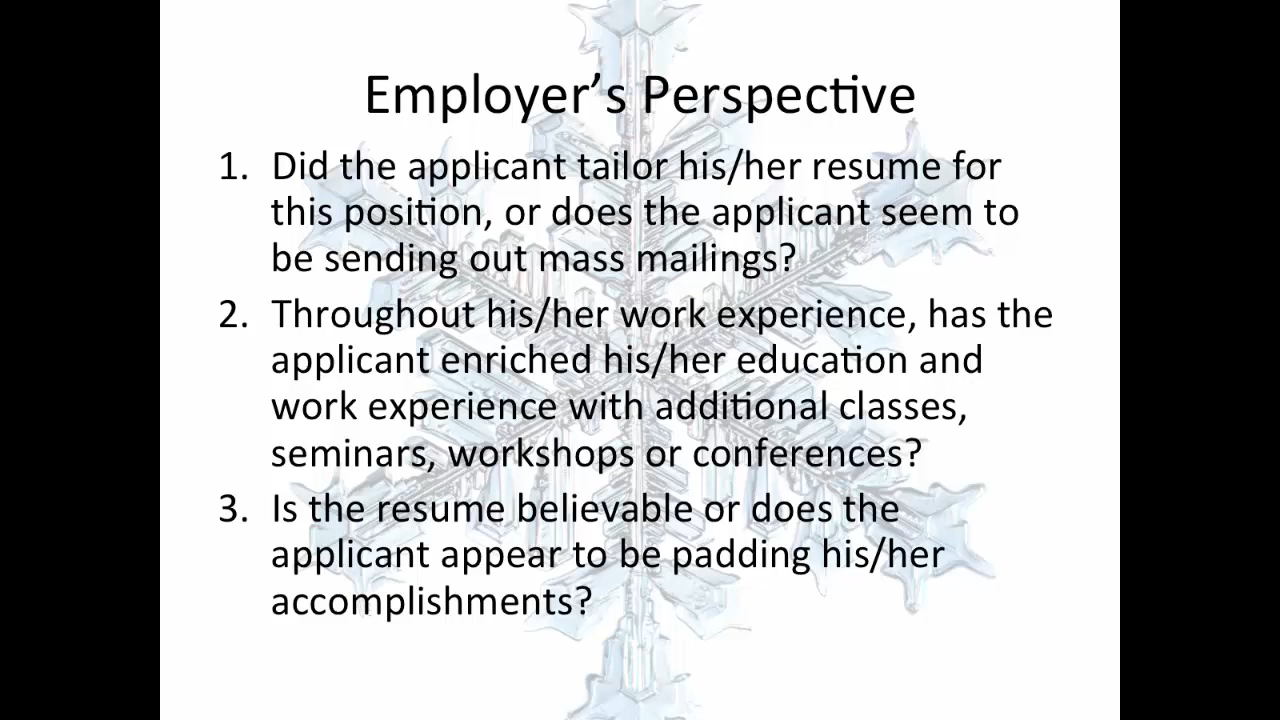 Employer’s Perspective
1. Did the applicant tailor his/her resume for
this position, or does the applicant seem to
be sending out mass mailings?
2. Throughout his/her work experience, has the
applicant enriched his/her education and
work experience with additional classes,
seminars, workshops or conferences?
3. Is the resume believable or does the
applicant appear to be padding his/her
accomplishments?